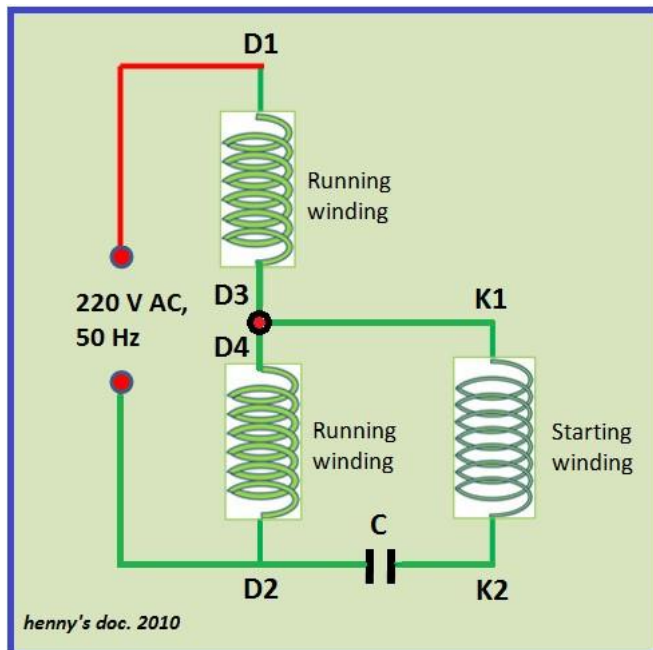 D1
Running
winding
D3
K1
220 V AC,
50 Hz
D4
Running
winding
Starting
winding
C
D2
K2
henny's doc. 2010